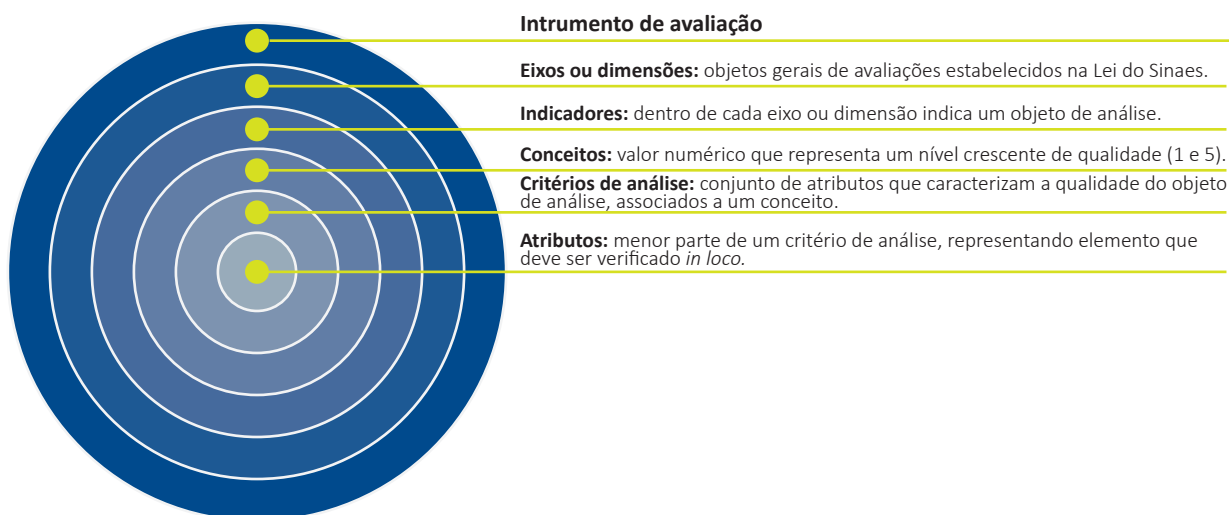 Intrumento de avaliação
Eixos ou dimensões: objetos gerais de avaliações estabelecidos na Lei do Sinaes.
Indicadores: dentro de cada eixo ou dimensão indica um objeto de análise.
Conceitos: valor numérico que representa um nível crescente de qualidade (1 e 5).
Critérios de análise: conjunto de atributos que caracterizam a qualidade do objeto
de análise, associados a um conceito.
Atributos: menor parte de um critério de análise, representando elemento que
deve ser verificado in loco.